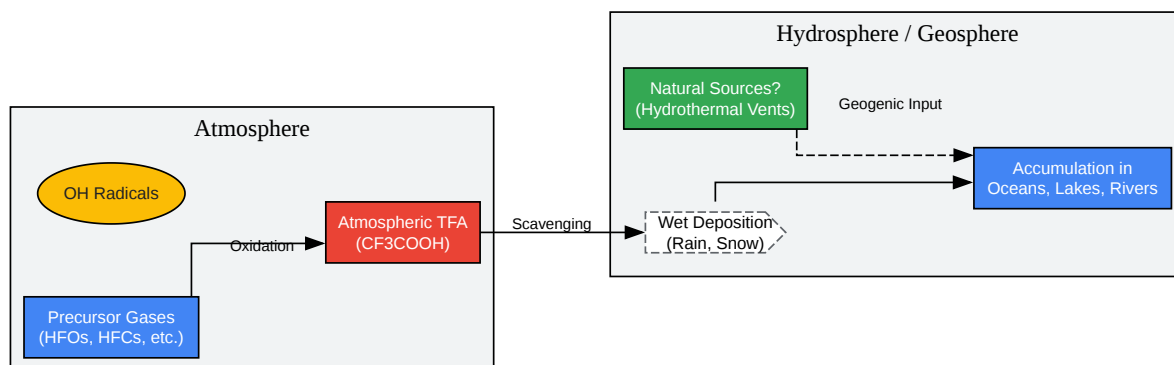 Atmosphere
OH Radicals
Precursor Gases
(HFOs, HFCs, etc.)
Oxidation
Atmospheric TFA
(CF3COOH)
Scavenging
Hydrosphere / Geosphere
Natural Sources?
(Hydrothermal Vents)
Geogenic Input
Wet Deposition
(Rain, Snow)
Accumulation in
Oceans, Lakes, Rivers